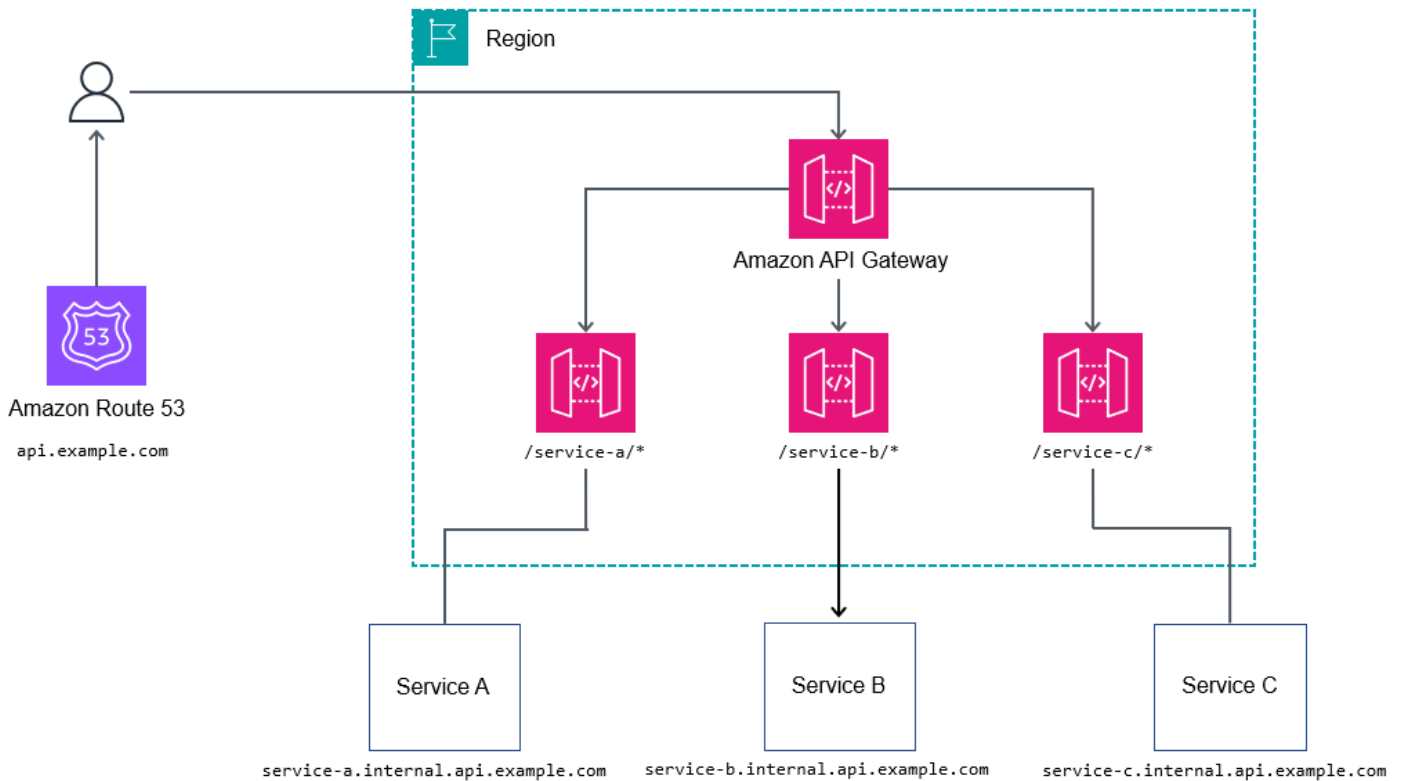 Region
Amazon API Gateway
</>
53
Amazon Route 53
api.example.com
</>
</>
</>
/service-a/*
/service-b/*
/service-c/*
Service A
Service B
Service C
service-a.internal.api.example.com
service-b.internal.api.example.com
service-c.internal.api.example.com